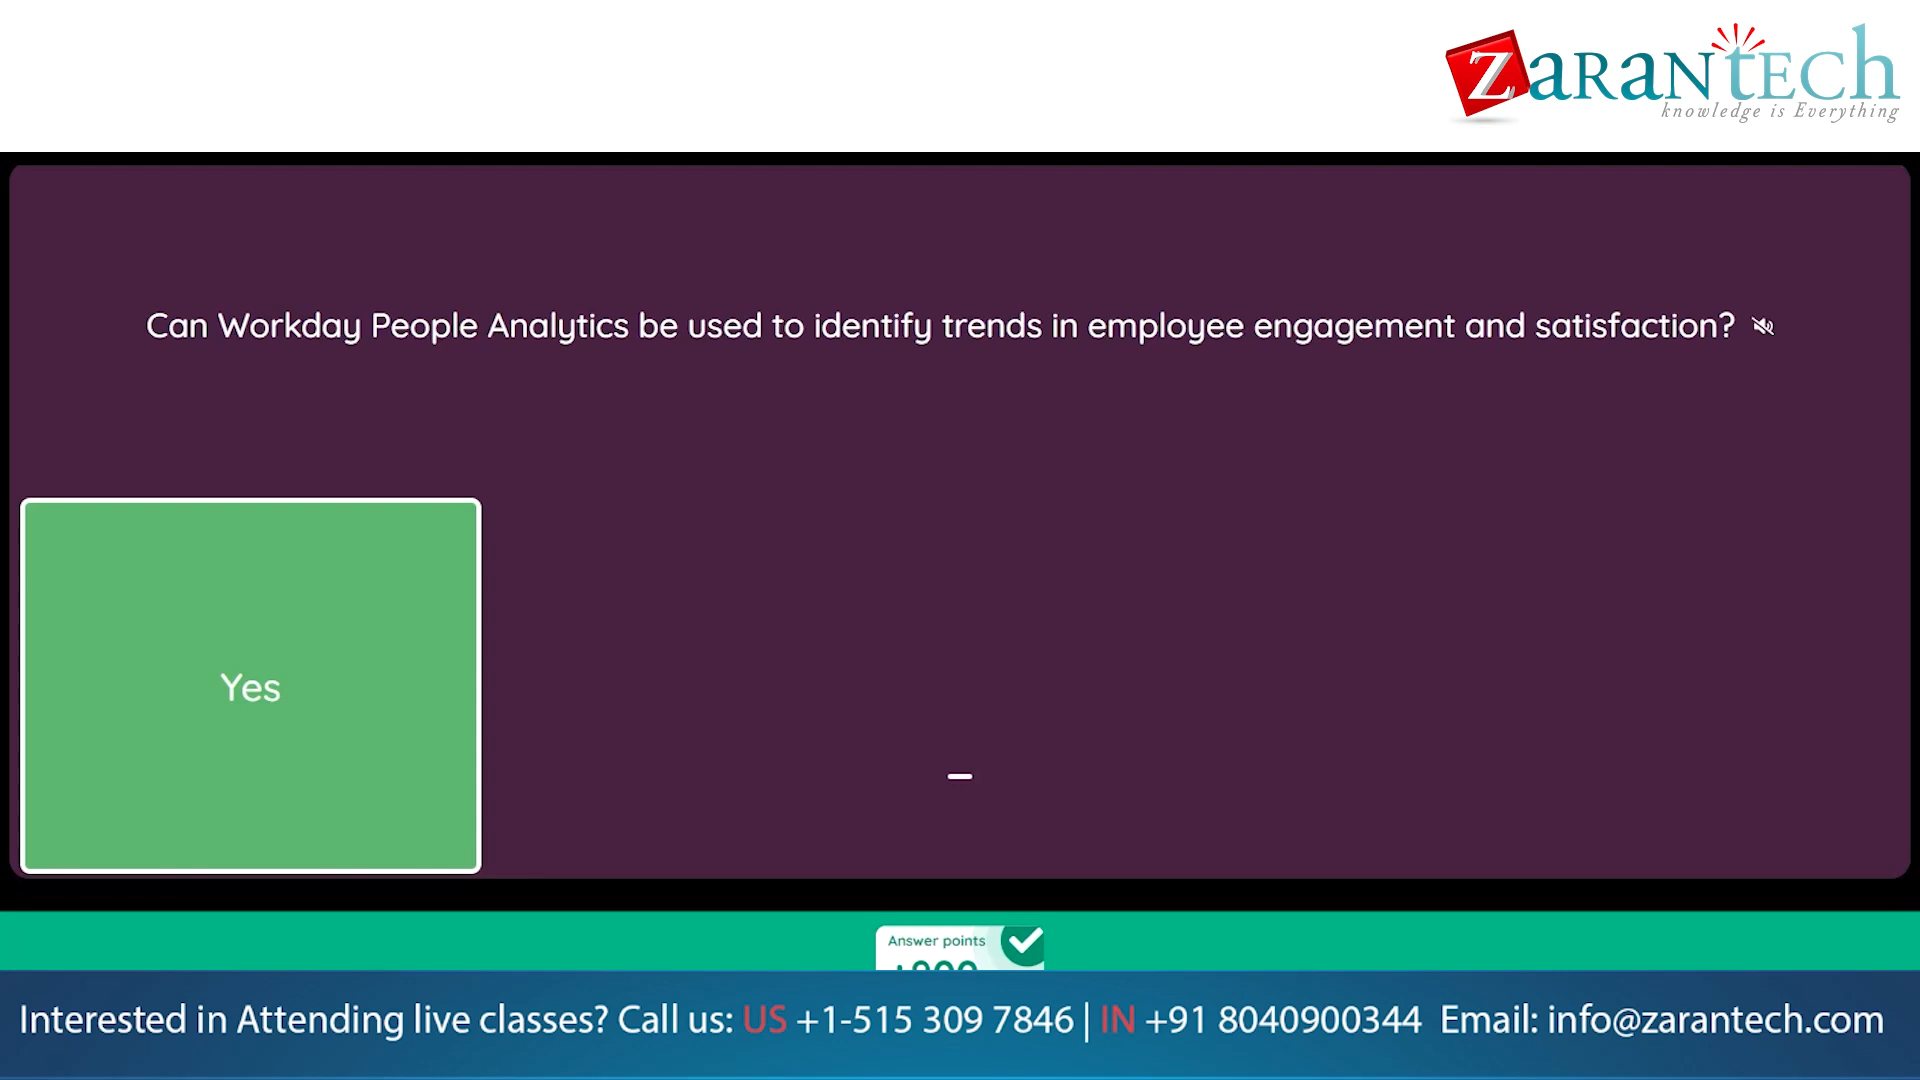 ZaranTech
knowledge is Everything
Can Workday People Analytics be used to identify trends in employee engagement and satisfaction?
Yes
Answer points
Interested in Attending live classes? Call us: US +1-515 309 7846 | IN +91 8040900344 Email: info@zarantech.com